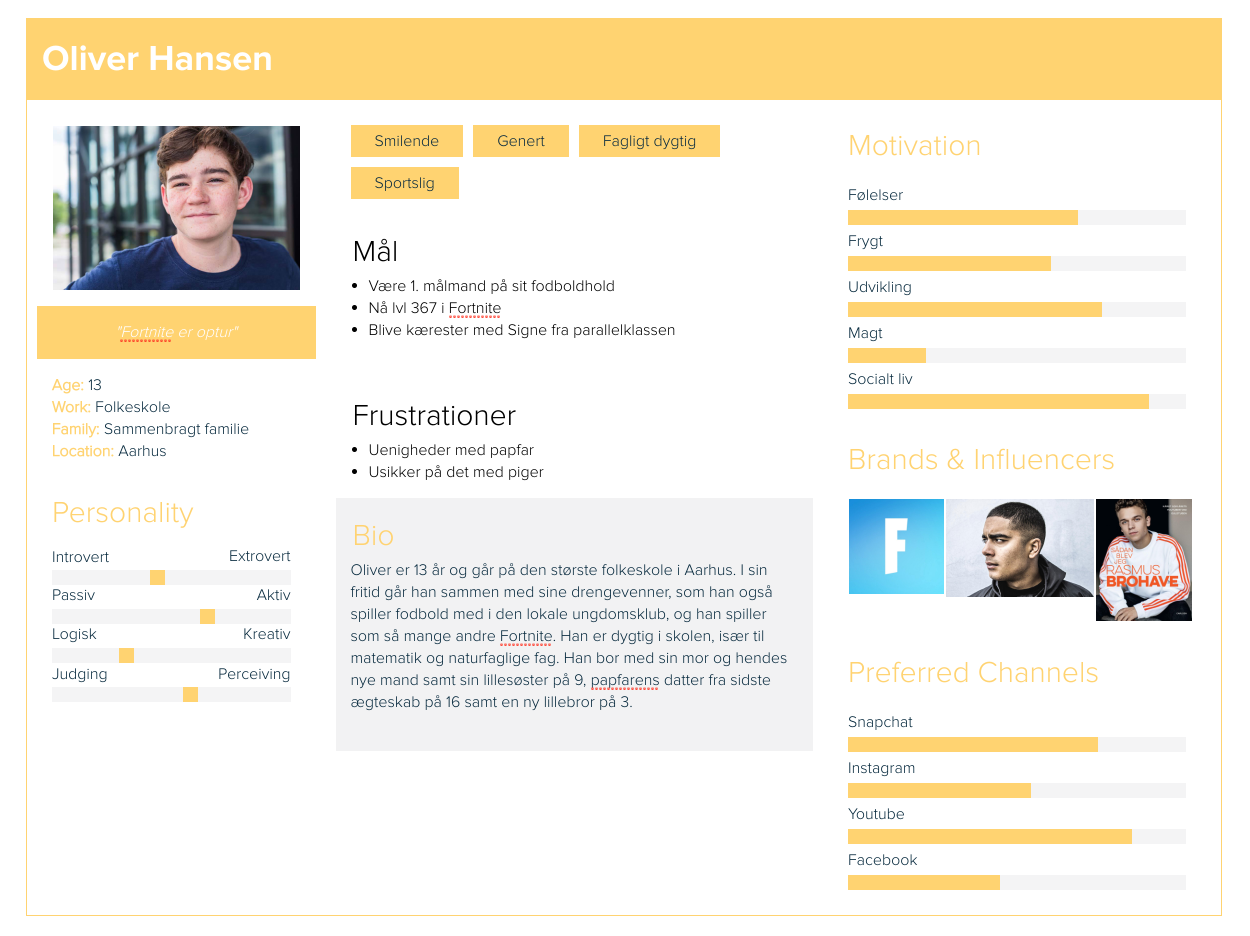 Oliver Hansen
"Fortnite er optur"
Age: 13
Work: Folkeskole
Family: Sammenbragt familie
Location: Aarhus
Personality
Introvert Extrovert
Passiv Aktiv
Logisk Kreativ
Judging Perceiving
Smilende Genert Fagligt dygtig
Sportslig
Mål
• Være 1. målmand på sit fodboldhold
• Nå lvl 367 i Fortnite
• Blive kærester med Signe fra parallelklassen
Frustrationer
• Uenigheder med papfar
• Usikker på det med piger
Bio
Oliver er 13 år og går på den største folkeskole i Aarhus. I sin
fritid går han sammen med sine drengevenner, som han også
spiller fodbold med i den lokale ungdomsklub, og han spiller
som så mange andre Fortnite. Han er dygtig i skolen, især til
matematik og naturfaglige fag. Han bor med sin mor og hendes
nye mand samt sin lillesøster på 9, papfarens datter fra sidste
ægteskab på 16 samt en ny lillebror på 3.
Motivation
Følelser
Frygt
Udvikling
Magt
Socialt liv
Brands & Influencers
F
SÅDAN
BLEV
JEG
RASMUS
BROHAVE
Preferred Channels
Snapchat
Instagram
Youtube
Facebook